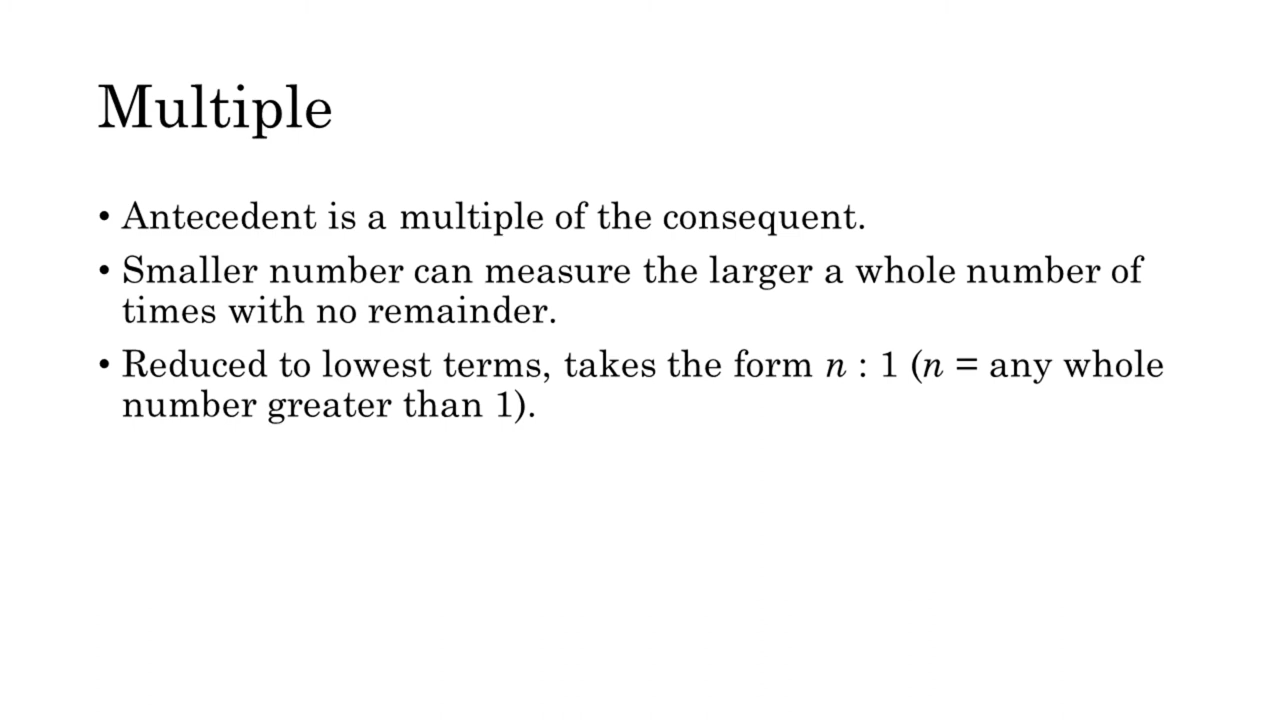 Multiple
• Antecedent is a multiple of the consequent.
• Smaller number can measure the larger a whole number of
times with no remainder.
• Reduced to lowest terms, takes the form n : 1 (n = any whole
number greater than 1).